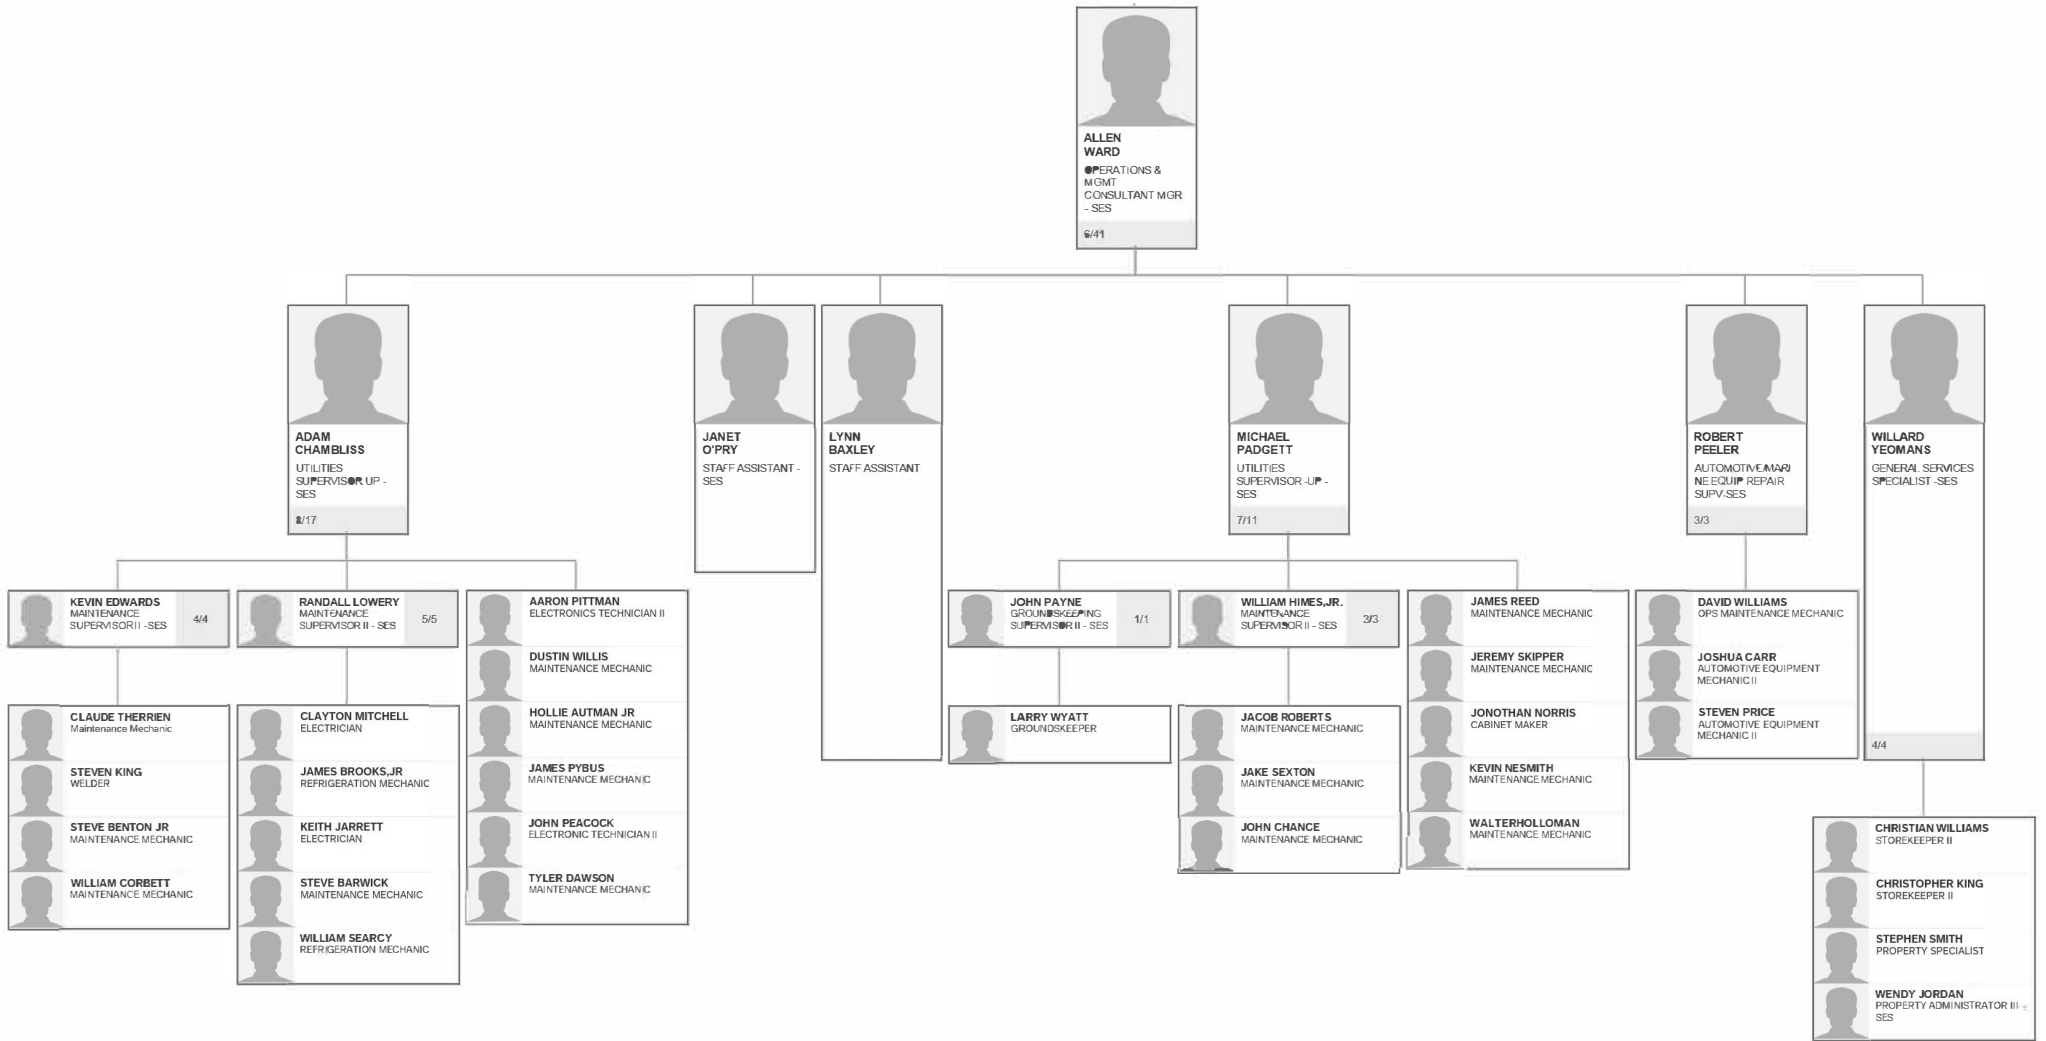 ALLEN
WARD
OPERATIONS &
MGMT
CONSULTANT MGR
- SES
6/41
ADAM
CHAMBLISS
UTILITIES
SUPERVISOR UP -
SES
8/17
JANET
O'PRY
STAFF ASSISTANT -
SES
LYNN
BAXLEY
STAFF ASSISTANT
MICHAEL
PADGETT
UTILITIES
SUPERVISOR -UP -
SES
7/11
ROBERT
PEELER
AUTOMOTIVE/MARI
NE EQUIP REPAIR
SUPV-SES
3/3
WILLARD
YEOMANS
GENERAL SERVICES
SPECIALIST -SES
4/4
KEVIN EDWARDS
MAINTENANCE
SUPERVISOR II - SES
4/4
CLAUDE THERRIEN
Maintenance Mechanic
STEVEN KING
WELDER
STEVE BENTON JR
MAINTENANCE MECHANIC
WILLIAM CORBETT
MAINTENANCE MECHANIC
RANDALL LOWERY
MAINTENANCE
SUPERVISOR II - SES
5/5
CLAYTON MITCHELL
ELECTRICIAN
JAMES BROOKS,JR
REFRIGERATION MECHANIC
KEITH JARRETT
ELECTRICIAN
STEVE BARWICK
MAINTENANCE MECHANIC
WILLIAM SEARCY
REFRIGERATION MECHANIC
AARON PITTMAN
ELECTRONICS TECHNICIAN II
DUSTIN WILLIS
MAINTENANCE MECHANIC
HOLLIE AUTMAN JR
MAINTENANCE MECHANIC
JAMES PYBUS
MAINTENANCE MECHANIC
JOHN PEACOCK
ELECTRONIC TECHNICIAN II
TYLER DAWSON
MAINTENANCE MECHANIC
JOHN PAYNE
GROUNDSKEEPING
SUPERVISOR II - SES
1/1
LARRY WYATT
GROUNDSKEEPER
WILLIAM HIMES,JR.
MAINTENANCE
SUPERVISOR II - SES
3/3
JACOB ROBERTS
MAINTENANCE MECHANIC
JAKE SEXTON
MAINTENANCE MECHANIC
JOHN CHANCE
MAINTENANCE MECHANIC
JAMES REED
MAINTENANCE MECHANIC
JEREMY SKIPPER
MAINTENANCE MECHANIC
JONOTHAN NORRIS
CABINET MAKER
KEVIN NESMITH
MAINTENANCE MECHANIC
WALTERHOLLOMAN
MAINTENANCE MECHANIC
DAVID WILLIAMS
OPS MAINTENANCE MECHANIC
JOSHUA CARR
AUTOMOTIVE EQUIPMENT
MECHANIC II
STEVEN PRICE
AUTOMOTIVE EQUIPMENT
MECHANIC II
CHRISTIAN WILLIAMS
STOREKEEPER II
CHRISTOPHER KING
STOREKEEPER II
STEPHEN SMITH
PROPERTY SPECIALIST
WENDY JORDAN
PROPERTY ADMINISTRATOR III -
SES